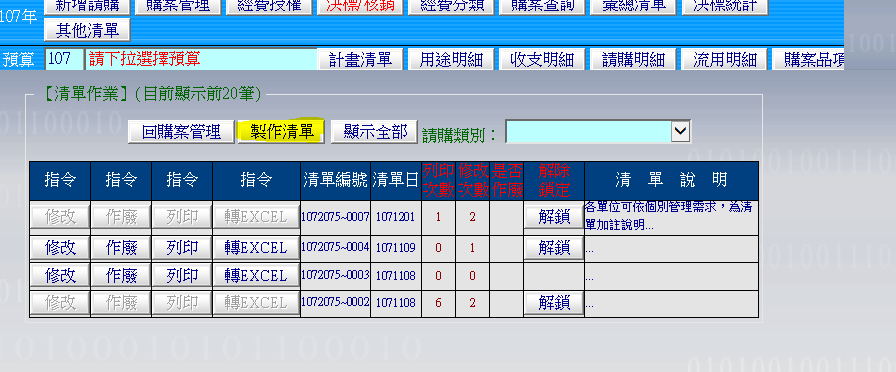 107年 新增請購 購案管理 經費授權 決標/核銷 經費分類 購案查詢 彙總清單 決標統計
其他清單
預算 107 請下拉選擇預算 計畫清單 用途明細 收支明細 請購明細 流用明細 購案品項
【清單作業】(目前顯示前20筆)
回購案管理 製作清單 顯示全部 請購類別：
指令 指令 指令 指令 清單編號 清單日 列印次數 修改次數 是否作廢 解除鎖定 清 單 說 明
修改 作廢 列印 轉EXCEL 1072075~0007 1071201 1 2 解鎖 各單位可依個別管理需求，為清單加註說明...
修改 作廢 列印 轉EXCEL 1072075~0004 1071109 0 1 解鎖 ...
修改 作廢 列印 轉EXCEL 1072075~0003 1071108 0 0 ...
修改 作廢 列印 轉EXCEL 1072075~0002 1071108 6 2 解鎖 ...